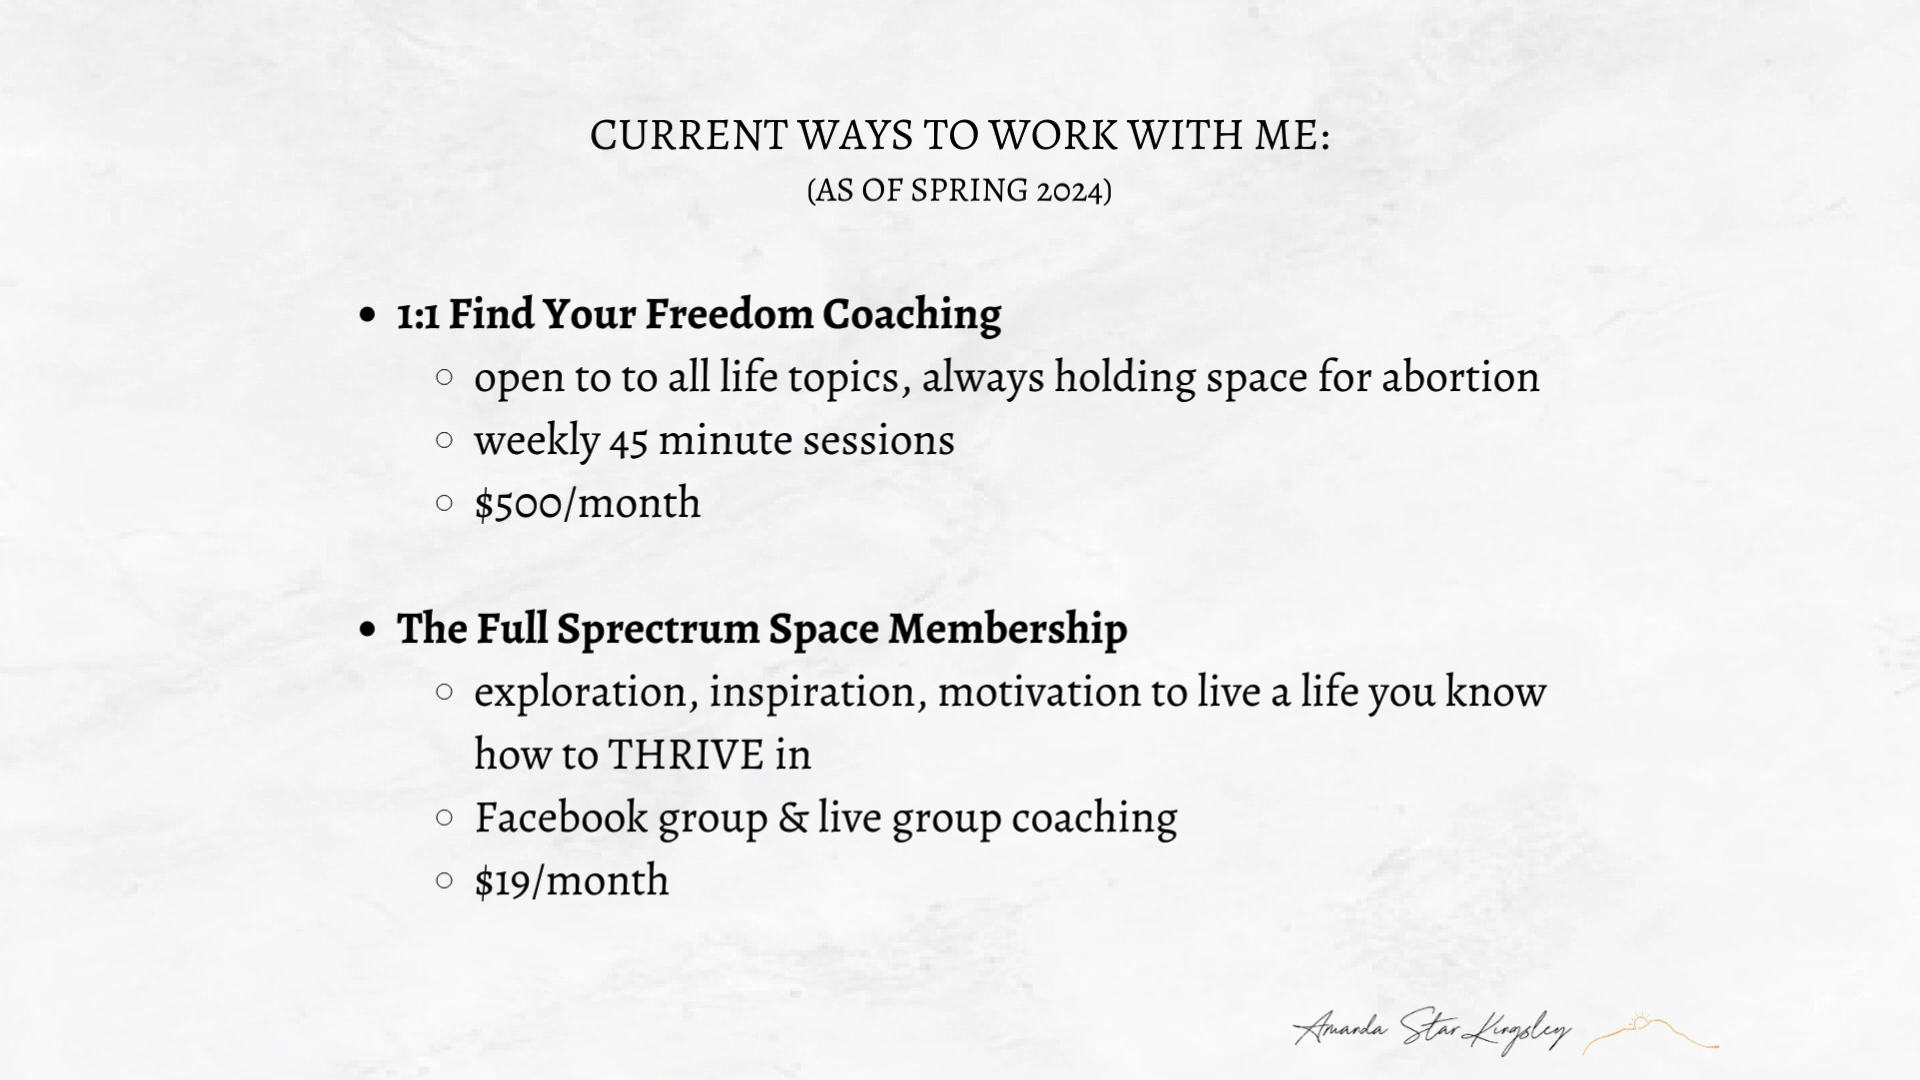 CURRENT WAYS TO WORK WITH ME:
(AS OF SPRING 2024)
• 1:1 Find Your Freedom Coaching
○ open to to all life topics, always holding space for abortion
○ weekly 45 minute sessions
○ $500/month
• The Full Sprectrum Space Membership
○ exploration, inspiration, motivation to live a life you know
how to THRIVE in
○ Facebook group & live group coaching
○ $19/month
Amanda Star Kingsley